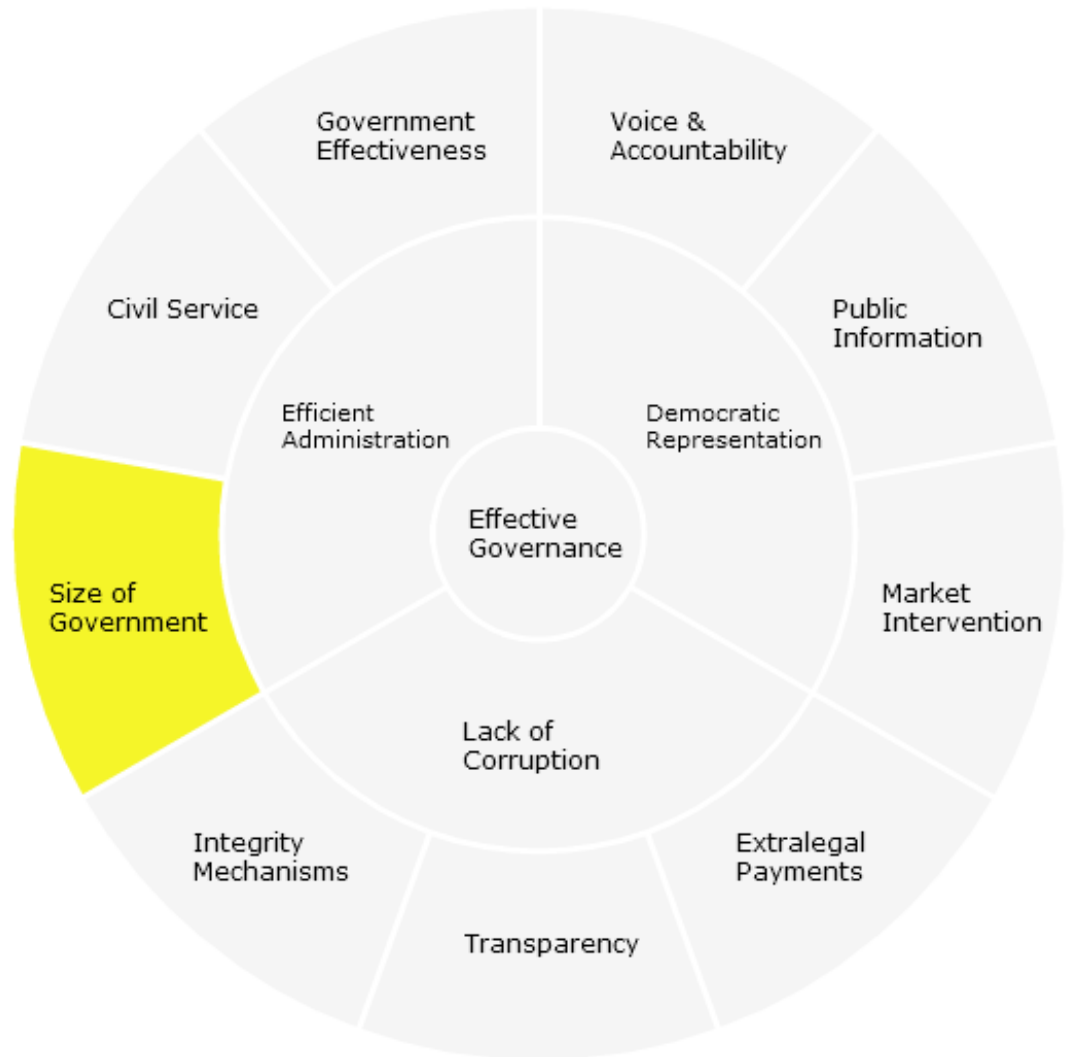 Government
Effectiveness
Voice &
Accountability
Civil Service
Public
Information
Efficient
Administration
Democratic
Representation
Effective
Governance
Size of
Government
Market
Intervention
Lack of
Corruption
Integrity
Mechanisms
Extralegal
Payments
Transparency